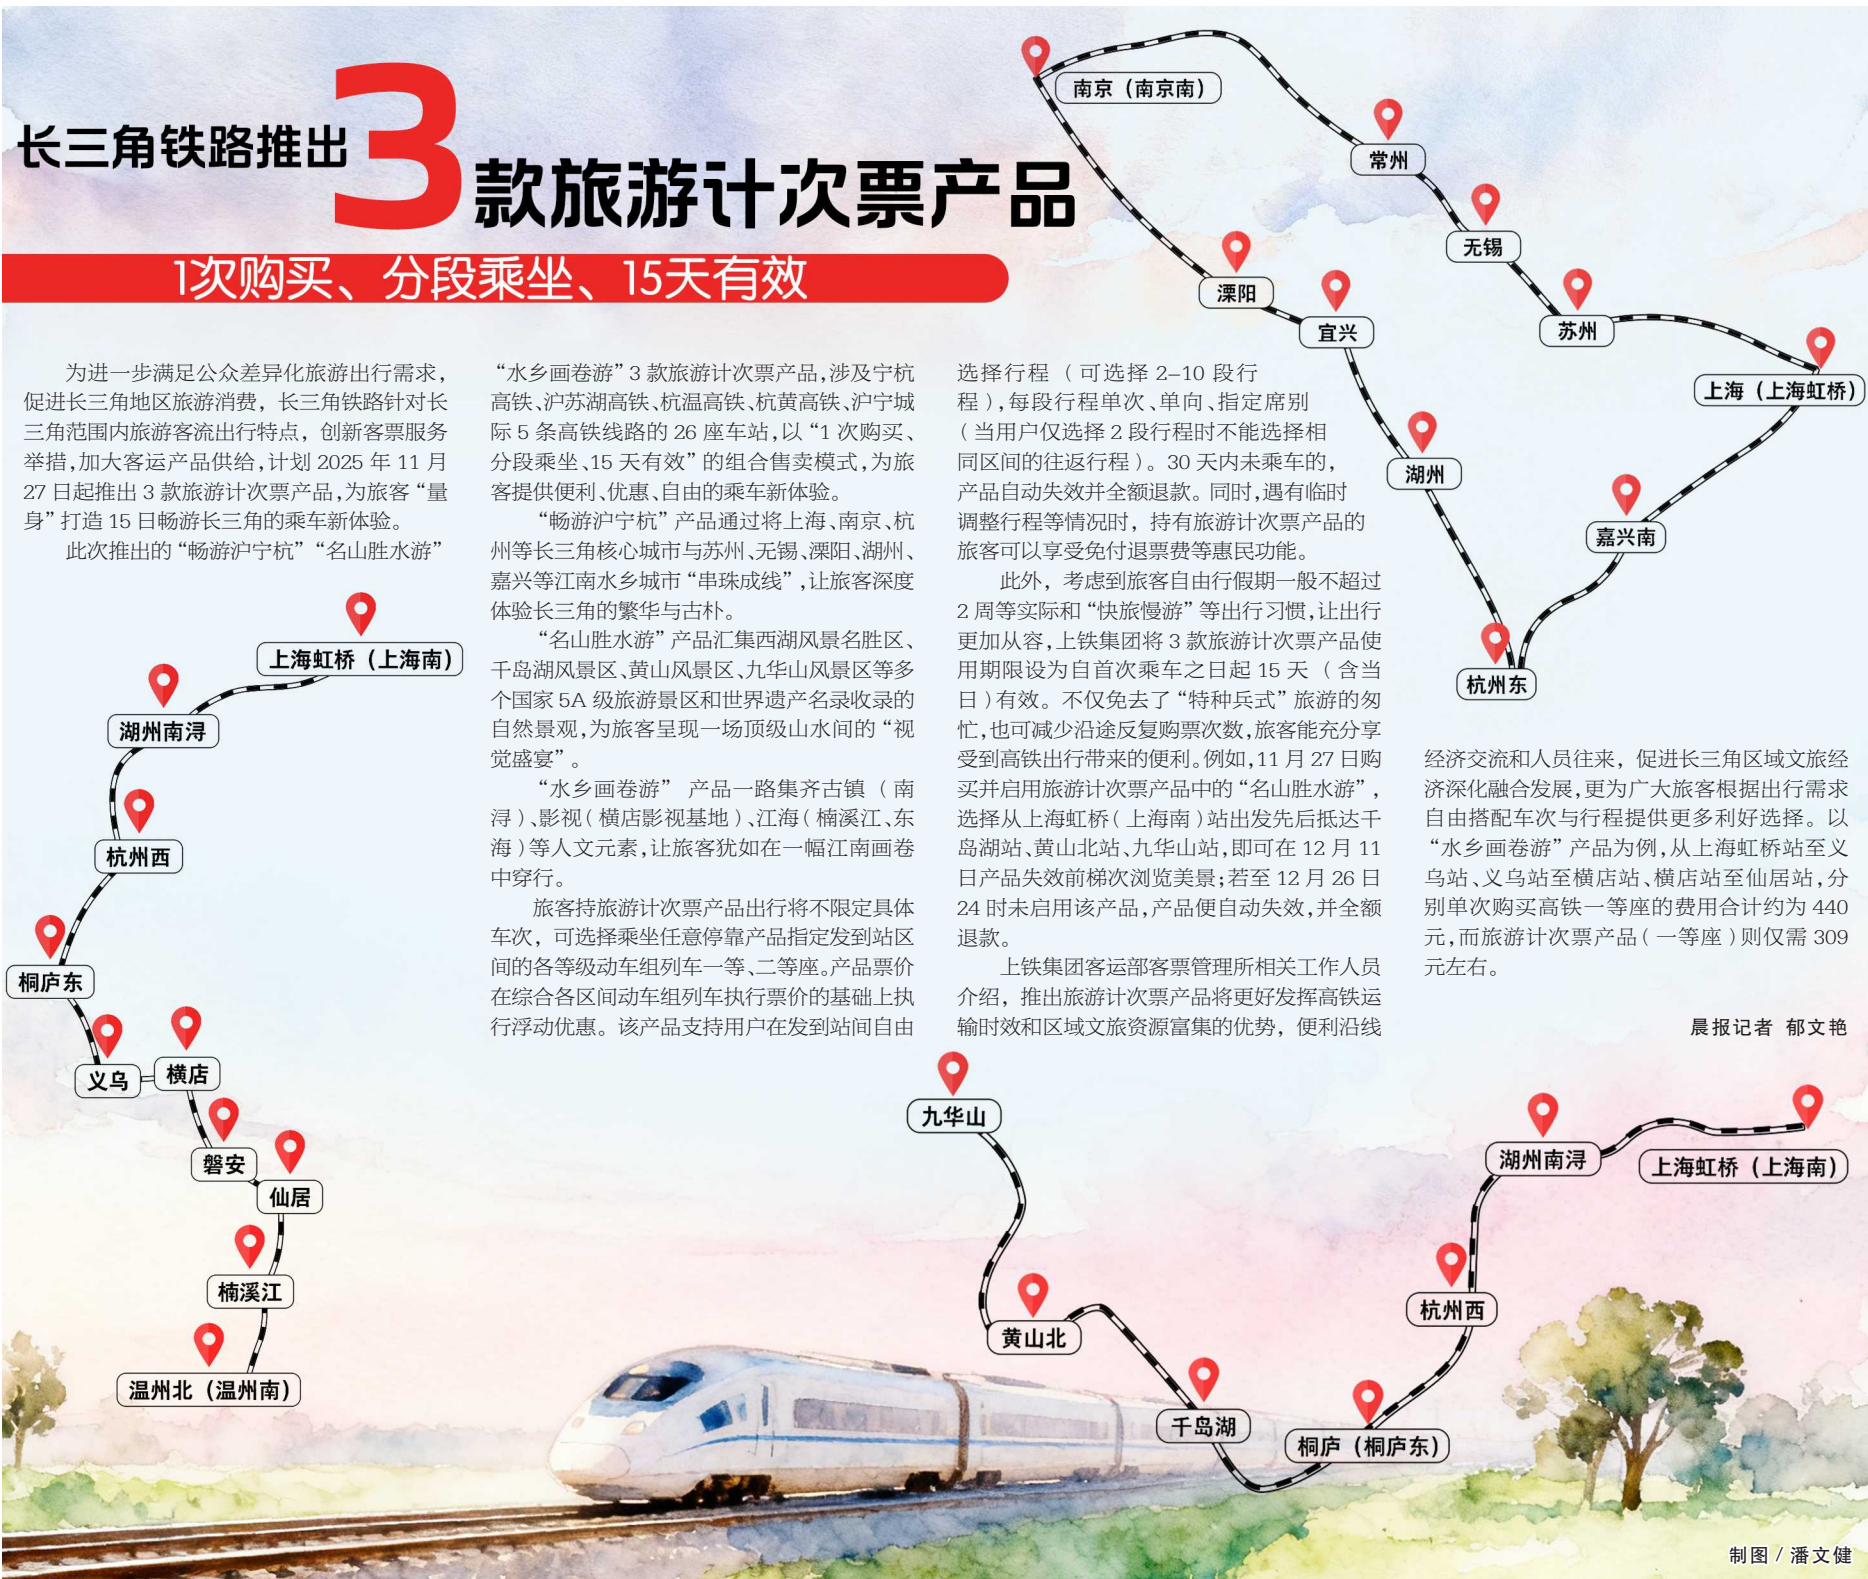 长三角铁路推出3款旅游计次票产品
1次购买、分段乘坐、15天有效
为进一步满足公众差异化旅游出行需求，
促进长三角地区旅游消费，长三角铁路针对长
三角范围内旅游客流出行特点，创新客票服务
举措，加大客运产品供给，计划 2025 年 11 月
27 日起推出 3 款旅游计次票产品，为旅客“量
身”打造 15 日畅游长三角的乘车新体验。
此次推出的“畅游沪宁杭”“名山胜水游”
“水乡画卷游”3 款旅游计次票产品，涉及宁杭
高铁、沪苏湖高铁、杭温高铁、杭黄高铁、沪宁城
际 5 条高铁线路的 26 座车站，以“1 次购买、
分段乘坐、15 天有效”的组合售卖模式，为旅
客提供便利、优惠、自由的乘车新体验。
“畅游沪宁杭”产品通过将上海、南京、杭
州等长三角核心城市与苏州、无锡、溧阳、湖州、
嘉兴等江南水乡城市“串珠成线”，让旅客深度
体验长三角的繁华与古朴。
“名山胜水游”产品汇集西湖风景名胜区、
千岛湖风景区、黄山风景区、九华山风景区等多
个国家 5A 级旅游景区和世界遗产名录收录的
自然景观，为旅客呈现一场顶级山水间的“视
觉盛宴”。
“水乡画卷游”产品一路集齐古镇（南
浔）、影视（横店影视基地）、江海（楠溪江、东
海）等人文元素，让旅客犹如在一幅江南画卷
中穿行。
旅客持旅游计次票产品出行将不限定具体
车次，可选择乘坐任意停靠产品指定发到站区
间的各等级动车组列车一等、二等座。产品票价
在综合各区间动车组列车执行票价的基础上执
行浮动优惠。该产品支持用户在发到站间自由
选择行程（可选择 2–10 段行
程），每段行程单次、单向、指定席别
（当用户仅选择 2 段行程时不能选择相
同区间的往返行程）。30 天内未乘车的，
产品自动失效并全额退款。同时，遇有临时
调整行程等情况时，持有旅游计次票产品的
旅客可以享受免付退票费等惠民功能。
此外，考虑到旅客自由行假期一般不超过
2 周等实际和“快旅慢游”等出行习惯，让出行
更加从容，上铁集团将 3 款旅游计次票产品使
用期限设为自首次乘车之日起 15 天（含当
日）有效。不仅免去了“特种兵式”旅游的匆
忙，也可减少沿途反复购票次数，旅客能充分享
受到高铁出行带来的便利。例如，11 月 27 日购
买并启用旅游计次票产品中的“名山胜水游”，
选择从上海虹桥（上海南）站出发先后抵达千
岛湖站、黄山北站、九华山站，即可在 12 月 11
日产品失效前梯次浏览美景；若至 12 月 26 日
24 时未启用该产品，产品便自动失效，并全额
退款。
上铁集团客运部客票管理所相关工作人员
介绍，推出旅游计次票产品将更好发挥高铁运
输时效和区域文旅资源富集的优势，便利沿线
经济交流和人员往来，促进长三角区域文旅经
济深化融合发展，更为广大旅客根据出行需求
自由搭配车次与行程提供更多利好选择。以
“水乡画卷游”产品为例，从上海虹桥站至义
乌站、义乌站至横店站、横店站至仙居站，分
别单次购买高铁一等座的费用合计约为 440
元，而旅游计次票产品（一等座）则仅需 309
元左右。
晨报记者 郁文艳
南京（南京南）
常州
无锡
苏州
上海（上海虹桥）
溧阳
宜兴
湖州
嘉兴南
杭州东
上海虹桥（上海南）
湖州南浔
杭州西
桐庐东
义乌
横店
磐安
仙居
楠溪江
温州北（温州南）
九华山
黄山北
千岛湖
桐庐（桐庐东）
杭州西
湖州南浔
上海虹桥（上海南）
制图／潘文健